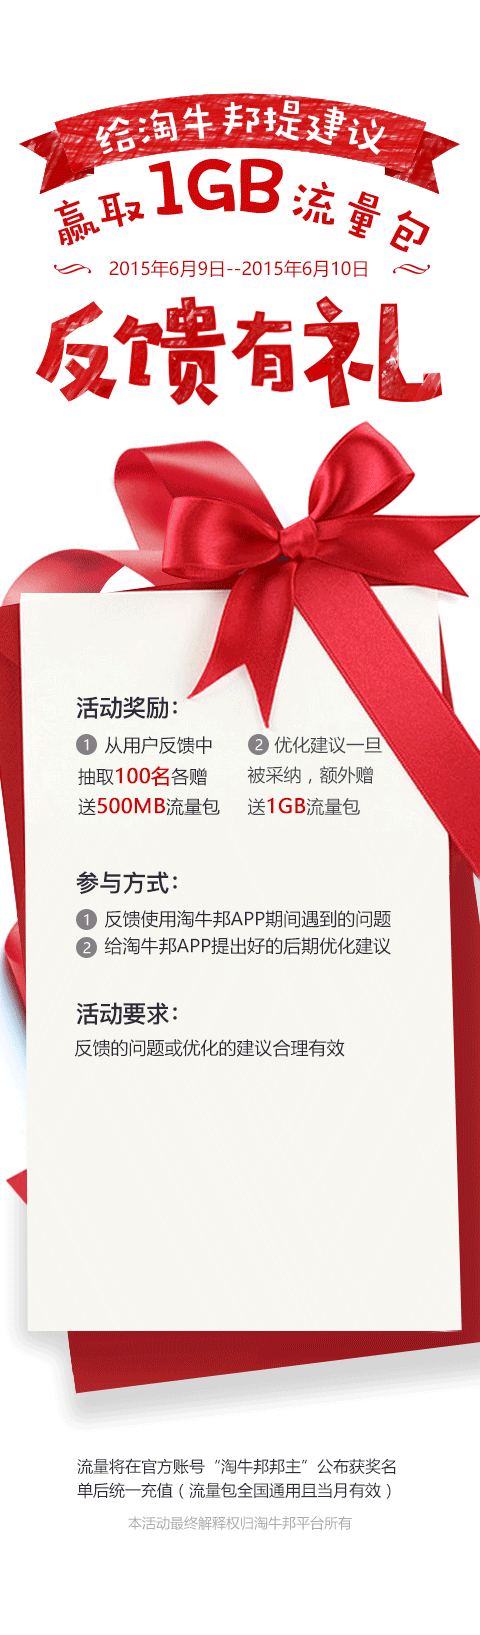 给淘牛邦提建议
赢取1GB流量包
2015年6月9日--2015年6月10日
反馈有礼
活动奖励：
1 从用户反馈中
抽取100名各赠
送500MB流量包
2 优化建议一旦
被采纳，额外赠
送1GB流量包
参与方式：
1 反馈使用淘牛邦APP期间遇到的问题
2 给淘牛邦APP提出好的后期优化建议
活动要求：
反馈的问题或优化的建议合理有效
流量将在官方账号“淘牛邦邦主”公布获奖名
单后统一充值（流量包全国通用且当月有效）
本活动最终解释权归淘牛邦平台所有